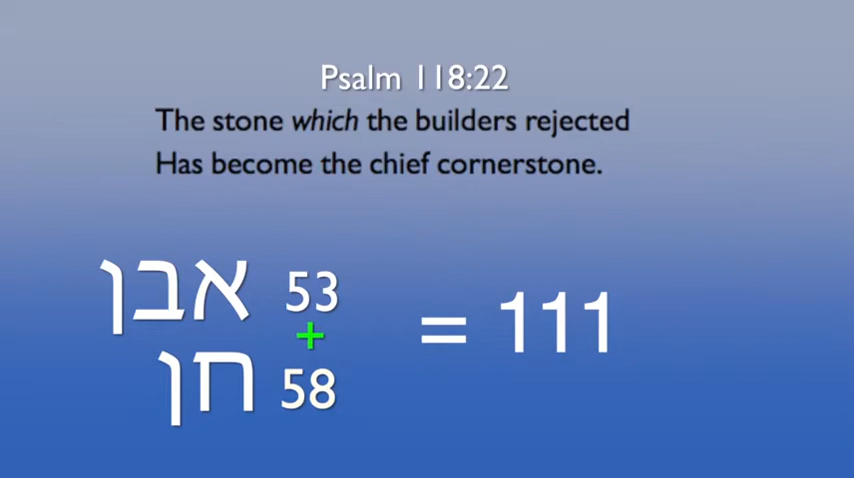 Psalm 118:22
The stone which the builders rejected
Has become the chief cornerstone.
אבן 53
+
חן 58
= 111